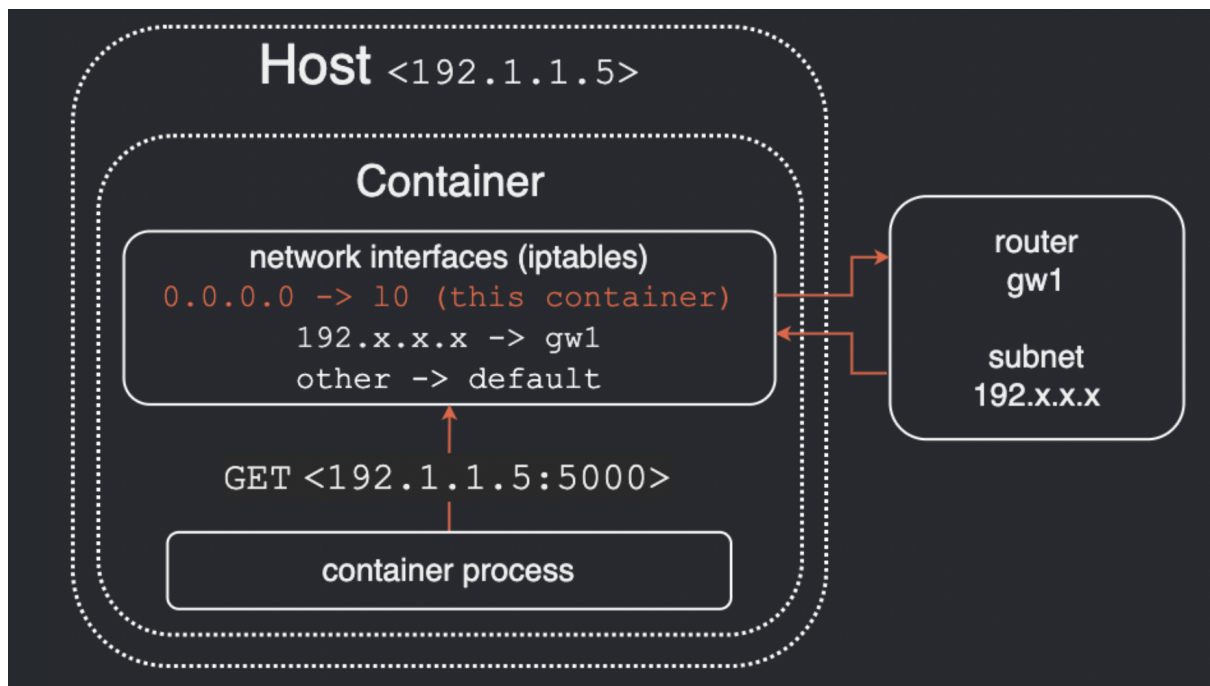 Host <192.1.1.5>
Container
network interfaces (iptables)
0.0.0.0 -> l0 (this container)
192.x.x.x -> gw1
other -> default
GET <192.1.1.5:5000>
container process
router
gw1
subnet
192.x.x.x